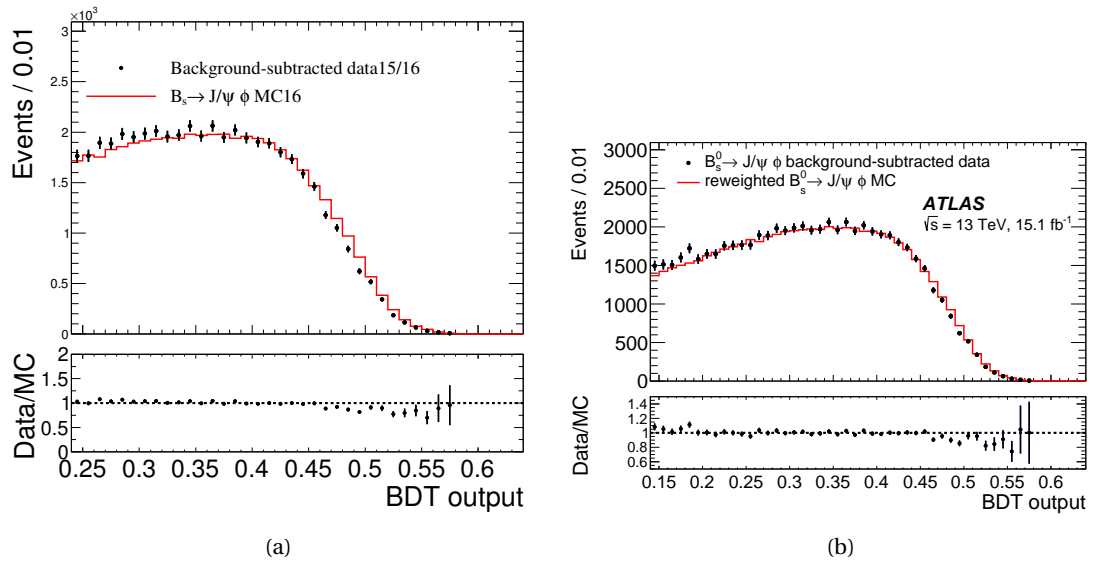 ×10³
Events / 0.01
3
2.5
2
1.5
1
0.5
0
Background-subtracted data15/16
Bₛ→ J/ψ ϕ MC16
Data/MC
2
1.5
1
0.5
0
0.25 0.3 0.35 0.4 0.45 0.5 0.55 0.6
BDT output
(a)
Events / 0.01
3000
2500
2000
1500
1000
500
0
B⁰ₛ→ J/ψ ϕ background-subtracted data
reweighted B⁰ₛ→ J/ψ ϕ MC
ATLAS
√s = 13 TeV, 15.1 fb⁻¹
Data/MC
1.4
1.2
1
0.8
0.6
0.15 0.2 0.25 0.3 0.35 0.4 0.45 0.5 0.55 0.6
BDT output
(b)